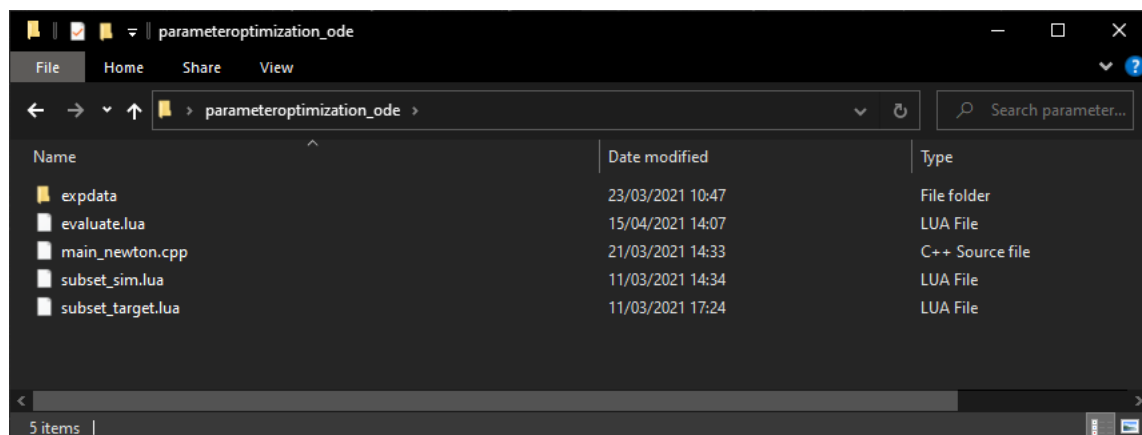 parameteroptimization_ode
File Home Share View ?
parameteroptimization_ode Search parameter...
Name Date modified Type
expdata 23/03/2021 10:47 File folder
evaluate.lua 15/04/2021 14:07 LUA File
main_newton.cpp 21/03/2021 14:33 C++ Source file
subset_sim.lua 11/03/2021 14:34 LUA File
subset_target.lua 11/03/2021 17:24 LUA File
5 items